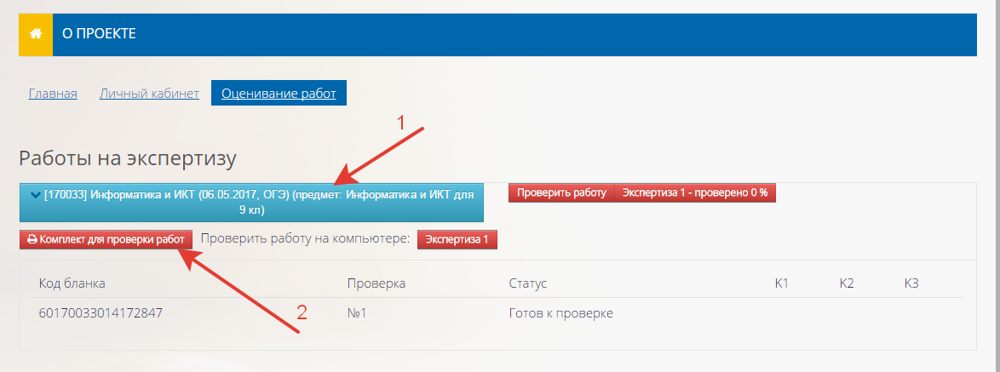 О ПРОЕКТЕ
Главная Личный кабинет Оценивание работ
1
Работы на экспертизу
[170033] Информатика и ИКТ (06.05.2017, ОГЭ) (предмет: Информатика и ИКТ для
9 кл)
Проверить работу Экспертиза 1 - проверено 0 %
Комплект для проверки работ Проверить работу на компьютере: Экспертиза 1
Код бланка Проверка Статус К1 К2 К3
60170033014172847 №1 Готов к проверке
2